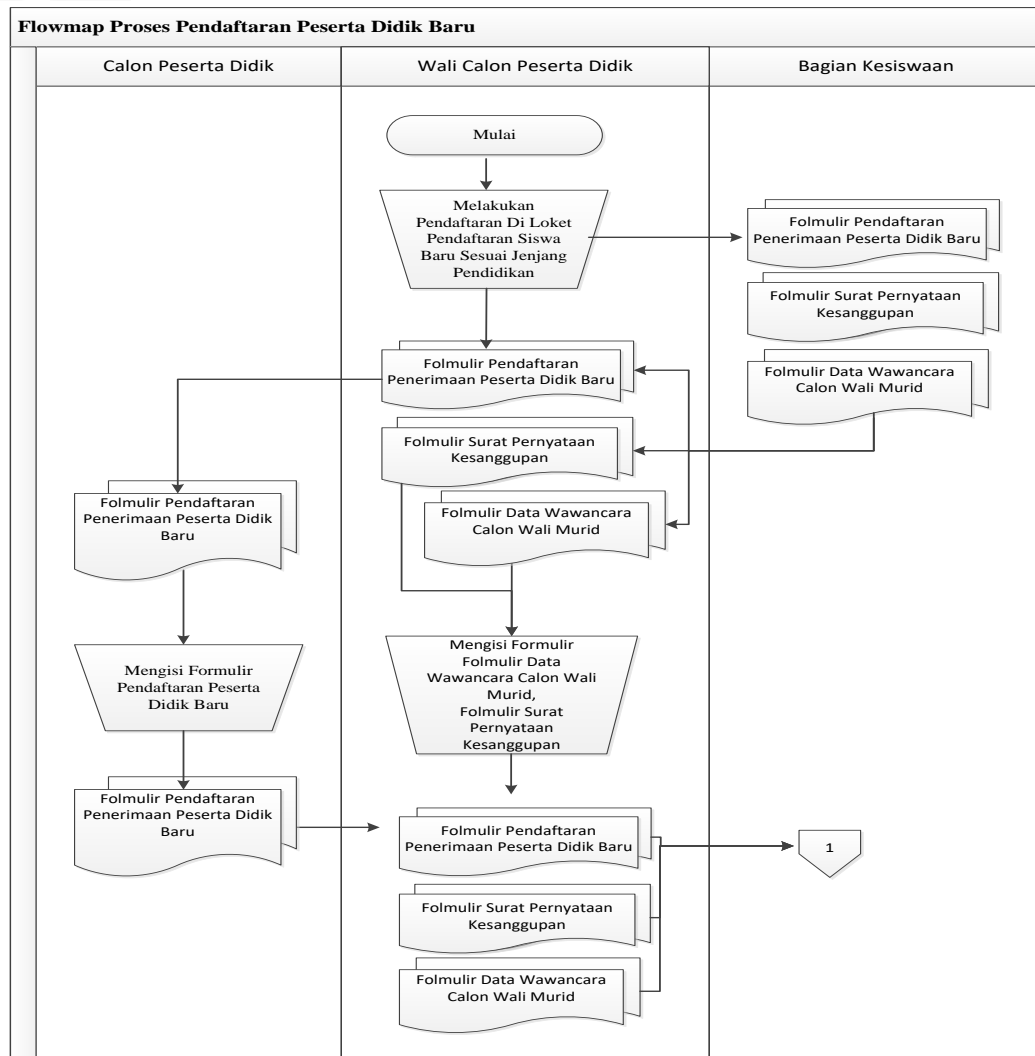 Flowmap Proses Pendaftaran Peserta Didik Baru
Calon Peserta Didik
Wali Calon Peserta Didik
Bagian Kesiswaan
Mulai
Melakukan
Pendaftaran Di Loket
Pendaftaran Siswa
Baru Sesuai Jenjang
Pendidikan
Folmulir Pendaftaran
Penerimaan Peserta Didik Baru
Folmulir Surat Pernyataan
Kesanggupan
Folmulir Data Wawancara
Calon Wali Murid
Folmulir Pendaftaran
Penerimaan Peserta Didik Baru
Folmulir Surat Pernyataan
Kesanggupan
Folmulir Data Wawancara
Calon Wali Murid
Folmulir Pendaftaran
Penerimaan Peserta Didik
Baru
Mengisi Formulir
Pendaftaran Peserta
Didik Baru
Mengisi Formulir
Folmulir Data
Wawancara Calon Wali
Murid,
Folmulir Surat
Pernyataan
Kesanggupan
Folmulir Pendaftaran
Penerimaan Peserta Didik
Baru
Folmulir Pendaftaran
Penerimaan Peserta Didik Baru
Folmulir Surat Pernyataan
Kesanggupan
Folmulir Data Wawancara
Calon Wali Murid
1